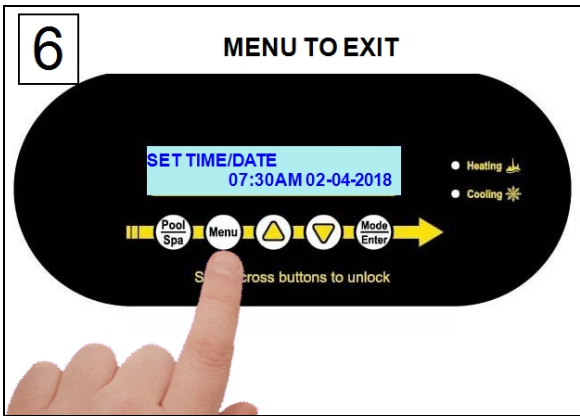 6
MENU TO EXIT
SET TIME/DATE
07:30AM 02-04-2018
Heating
Cooling
Pool
Spa
Menu
Mode
Enter
cross buttons to unlock